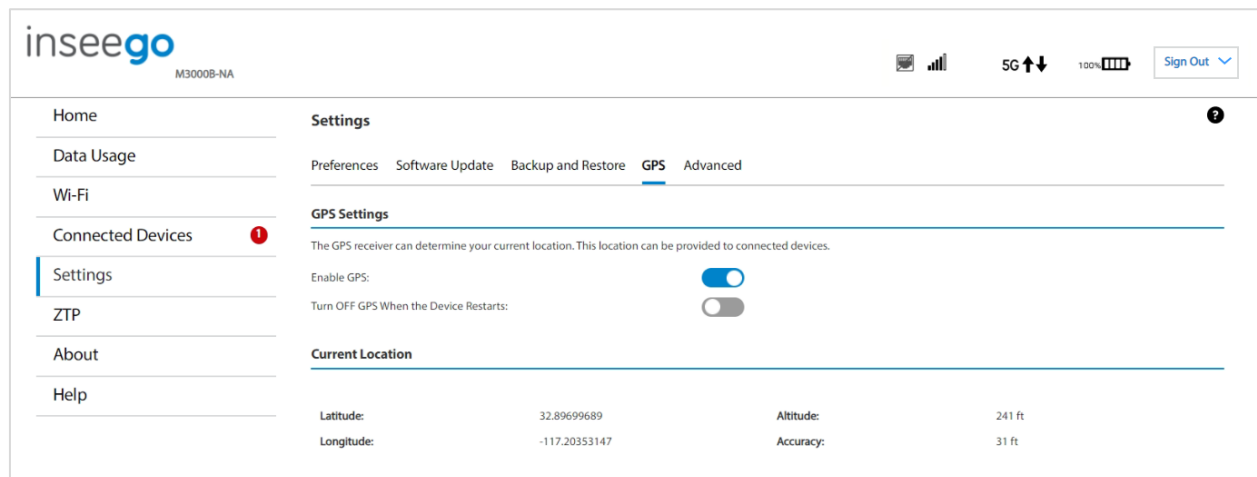 inseego
M3000B-NA
5G 100% Sign Out
Home
Data Usage
Wi-Fi
Connected Devices 1
Settings
ZTP
About
Help
Settings ?
Preferences Software Update Backup and Restore GPS Advanced
GPS Settings
The GPS receiver can determine your current location. This location can be provided to connected devices.
Enable GPS:
Turn OFF GPS When the Device Restarts:
Current Location
Latitude: 32.89699689 Altitude: 241 ft
Longitude: -117.20353147 Accuracy: 31 ft